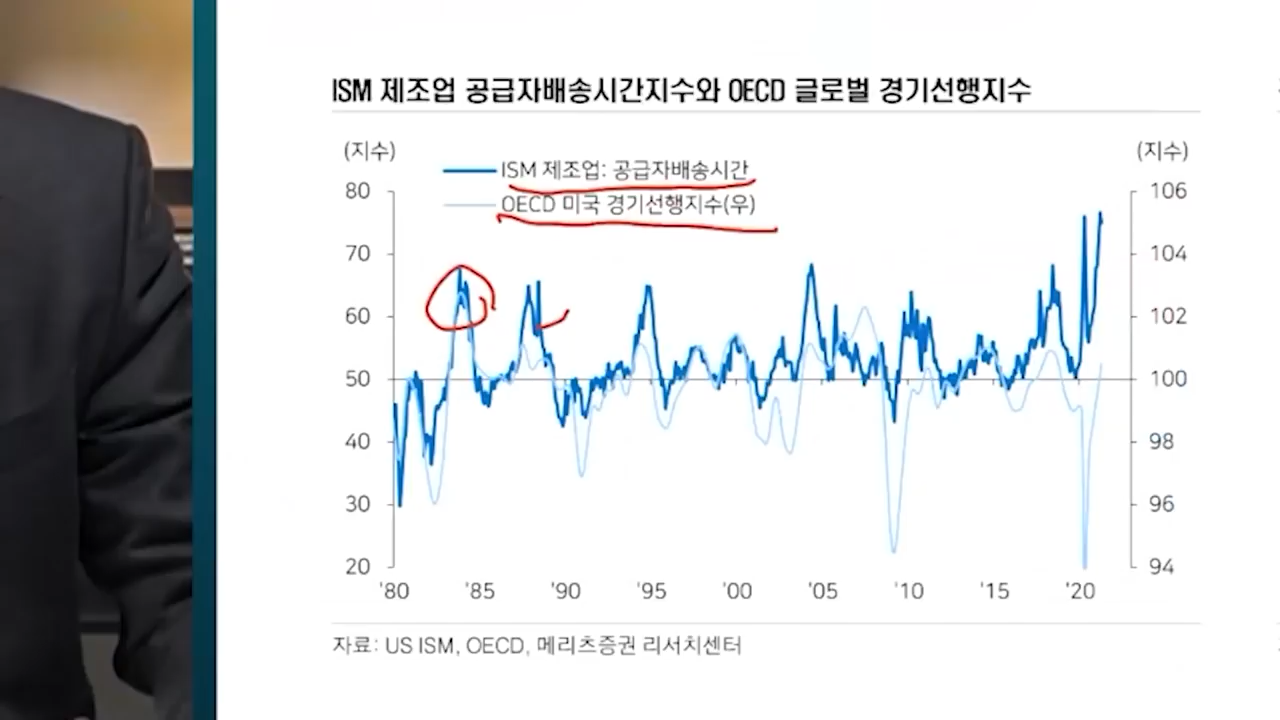 ISM 제조업 공급자배송시간지수와 OECD 글로벌 경기선행지수
(지수) (지수)
ISM 제조업: 공급자배송시간
OECD 미국 경기선행지수(우)
80 106
70 104
60 102
50 100
40 98
30 96
20 94
'80 '85 '90 '95 '00 '05 '10 '15 '20
자료: US ISM, OECD, 메리츠증권 리서치센터